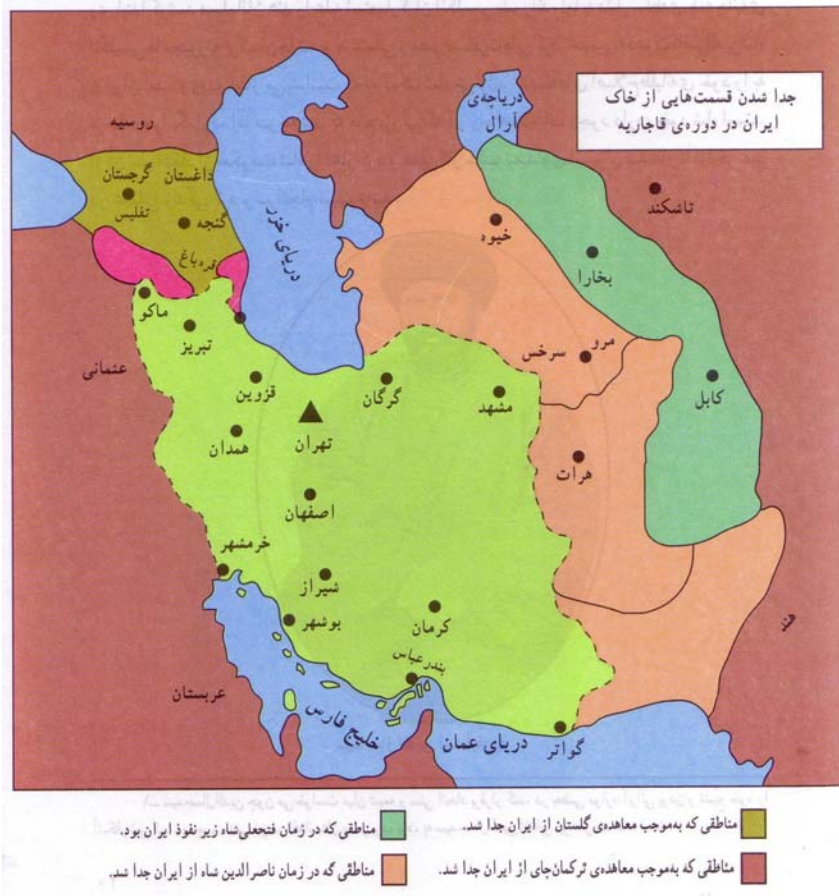 جدا شدن قسمت‌هایی از خاک
ایران در دوره‌ی قاجاریه
دریاچه‌ی
آرال
روسیه
داغستان
گرجستان
تفلیس
گنجه
قره باغ
دریای خزر
خیوه
تاشکند
بخارا
ماکو
تبریز
عثمانی
قزوین
گرگان
مشهد
سرخس
مرو
کابل
تهران
همدان
هرات
اصفهان
خرمشهر
شیراز
بوشهر
کرمان
بندرعباس
هند
عربستان
خلیج فارس
دریای عمان
گواتر
مناطقی که به‌موجب معاهده‌ی گلستان از ایران جدا شد.
مناطقی که در زمان فتحعلی‌شاه زیر نفوذ ایران بود.
مناطقی که به‌موجب معاهده‌ی ترکمان‌چای از ایران جدا شد.
مناطقی که در زمان ناصرالدین شاه از ایران جدا شد.